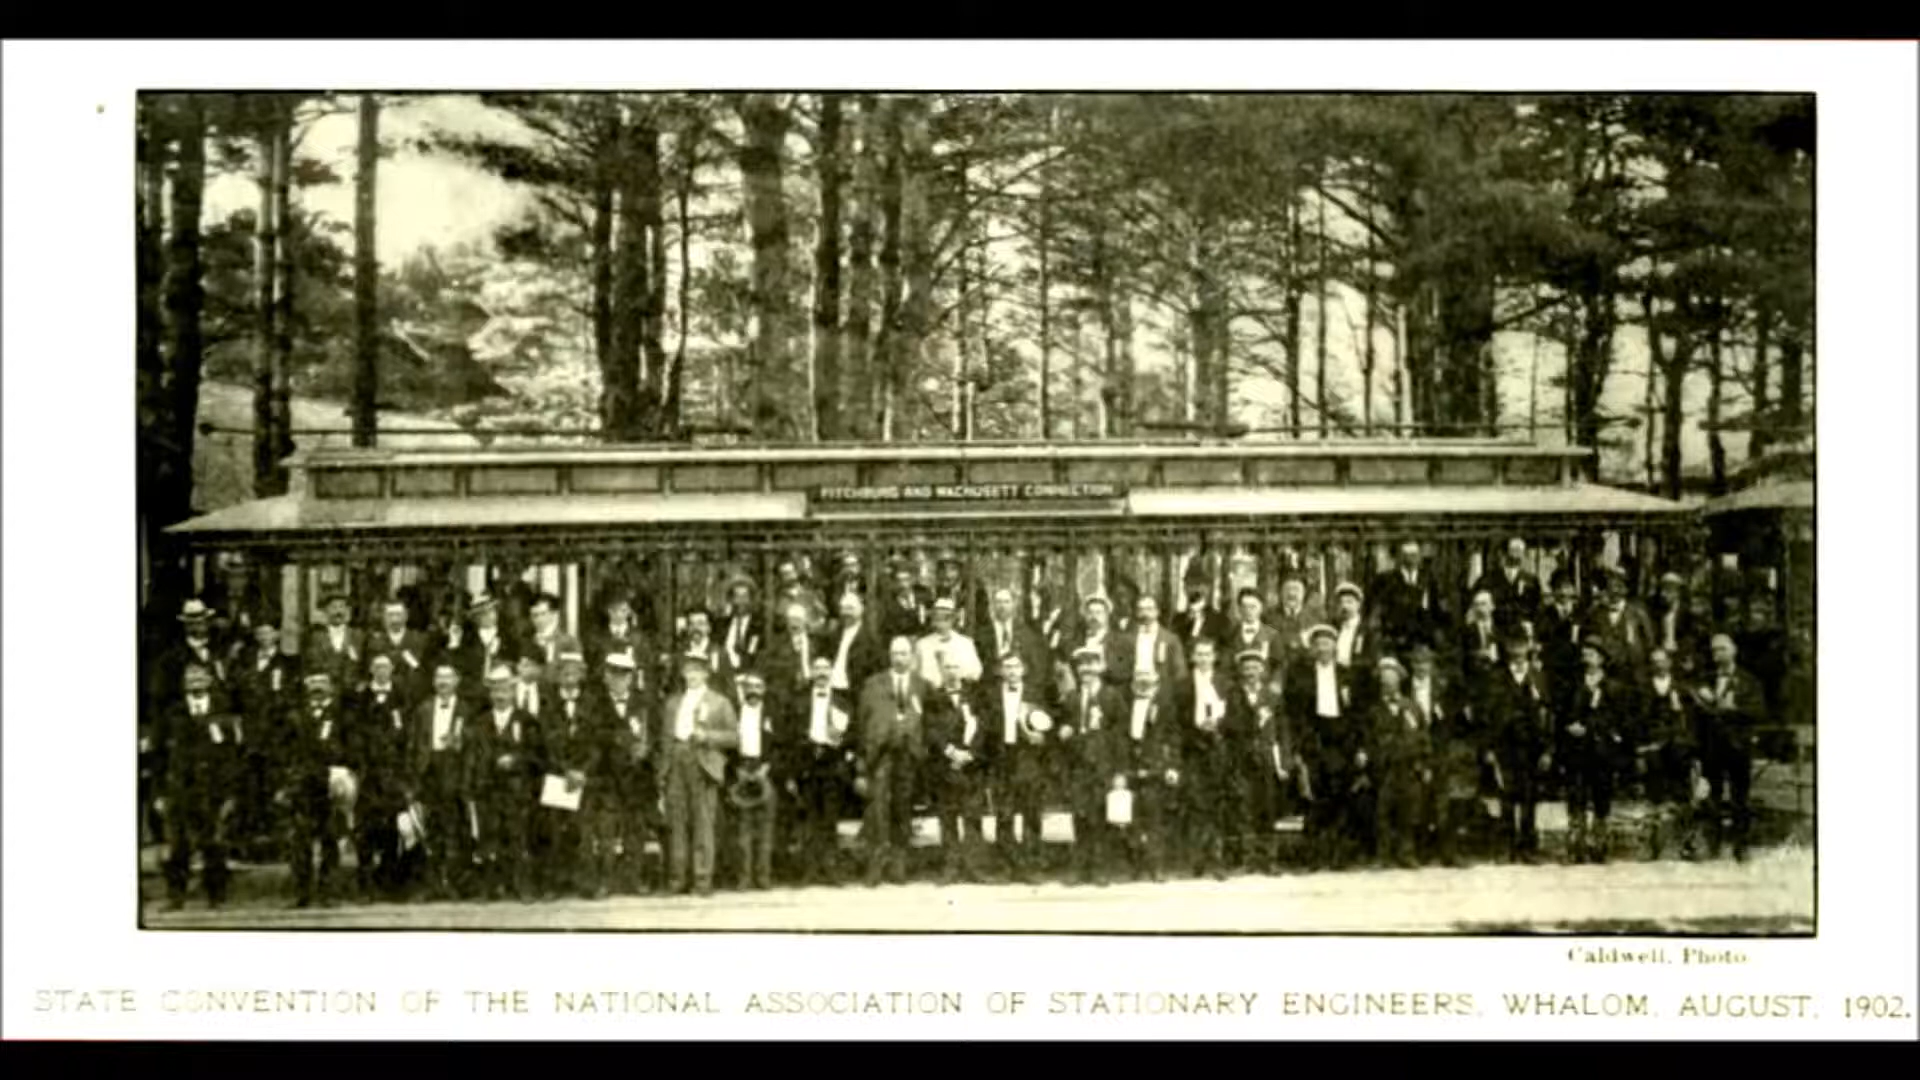 FITCHBURG AND WACHUSETT CONNECTION
Caldwell, Photo.
STATE CONVENTION OF THE NATIONAL ASSOCIATION OF STATIONARY ENGINEERS, WHALOM, AUGUST, 1902.